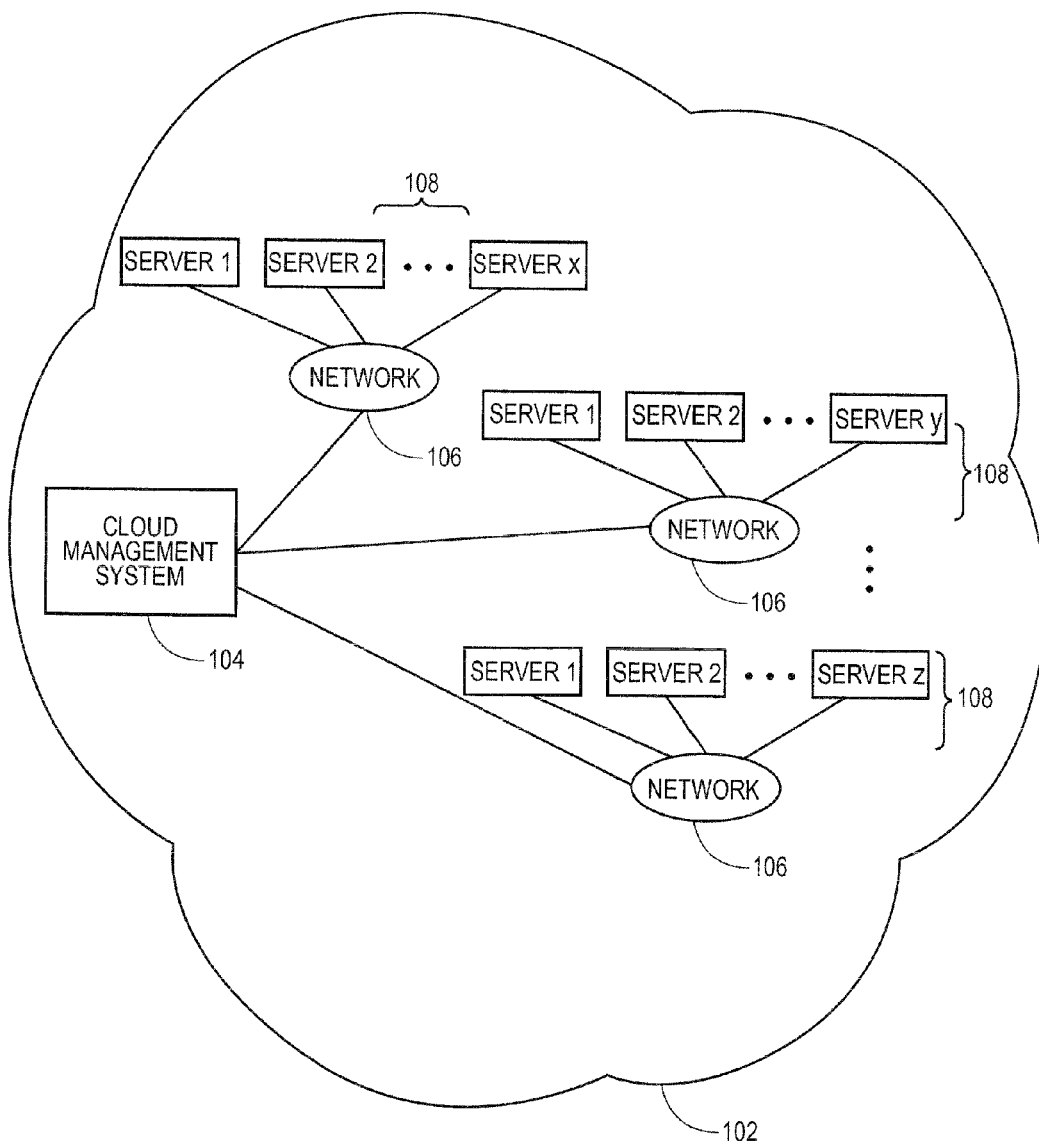 108
SERVER 1 SERVER 2 • • • SERVER x
NETWORK
106
SERVER 1 SERVER 2 • • • SERVER y
108
NETWORK
106
CLOUD
MANAGEMENT
SYSTEM
104
SERVER 1 SERVER 2 • • • SERVER z
108
NETWORK
106
102